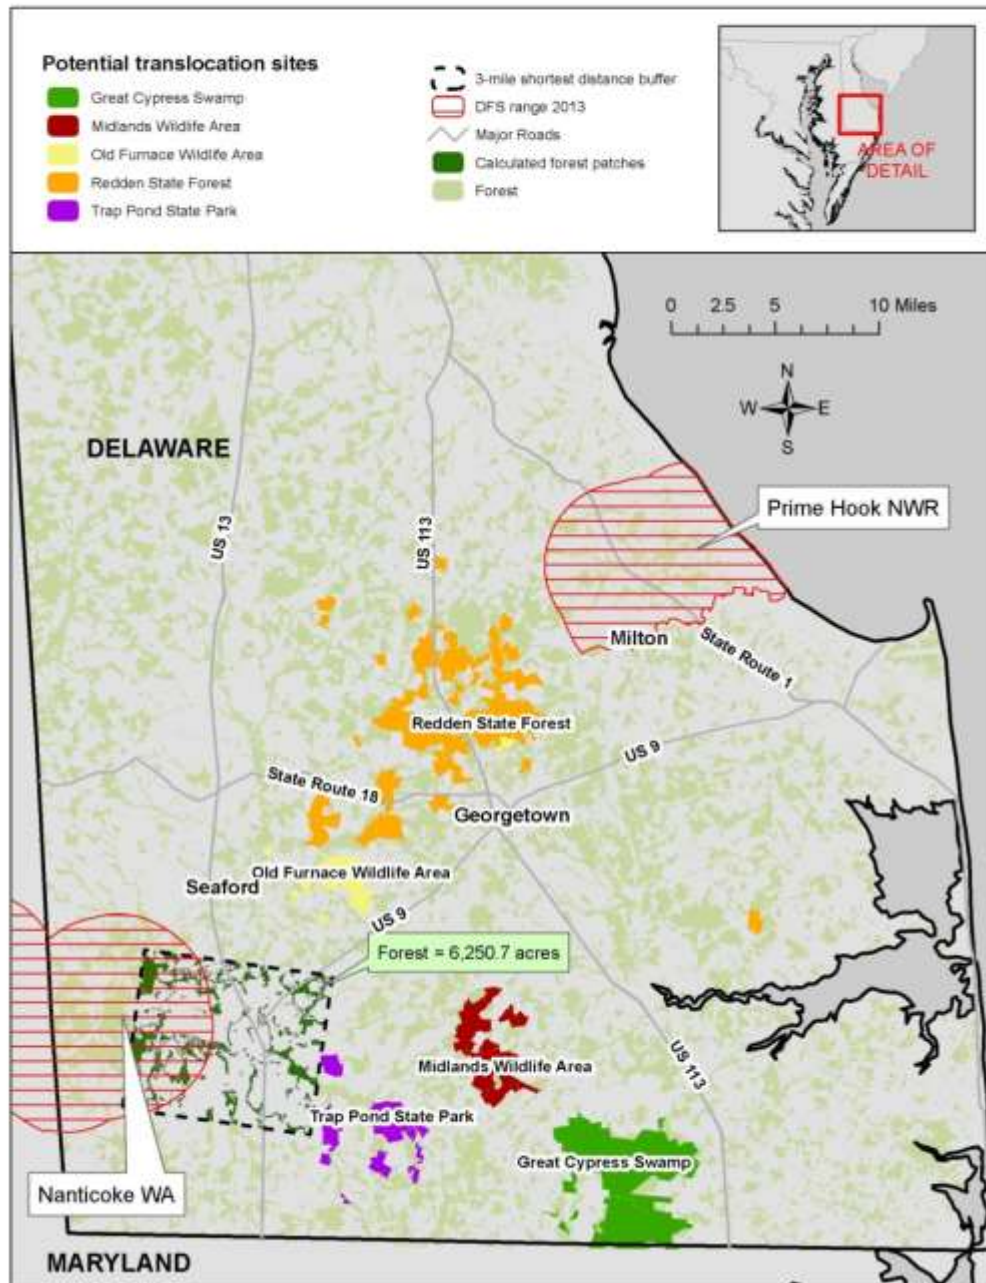 Potential translocation sites
Great Cypress Swamp
Midlands Wildlife Area
Old Furnace Wildlife Area
Redden State Forest
Trap Pond State Park
3-mile shortest distance buffer
DFS range 2013
Major Roads
Calculated forest patches
Forest
AREA OF
DETAIL
0 2.5 5 10 Miles
N
W E
S
DELAWARE
US 13
US 113
Prime Hook NWR
Milton
State Route 1
Redden State Forest
US 9
State Route 18
Georgetown
Old Furnace Wildlife Area
Seaford
US 9
Forest = 6,250.7 acres
Midlands Wildlife Area
US 113
Trap Pond State Park
Great Cypress Swamp
Nanticoke WA
MARYLAND